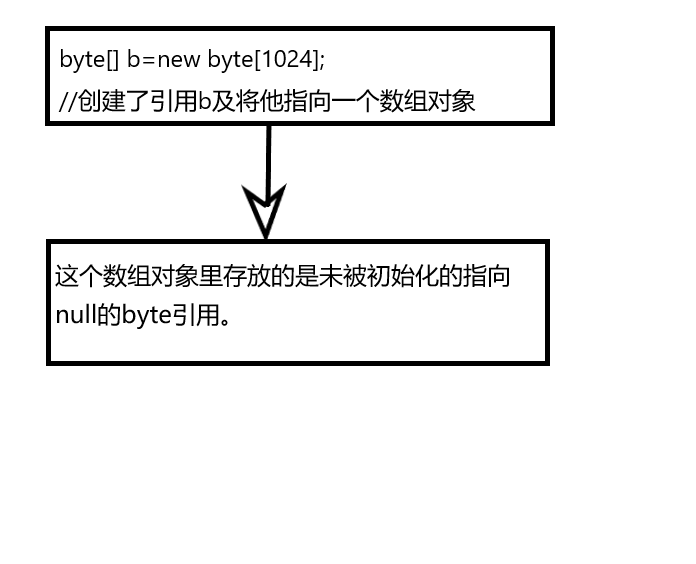 byte[] b=new byte[1024];
//创建了引用b及将他指向一个数组对象
这个数组对象里存放的是未被初始化的指向
null的byte引用。